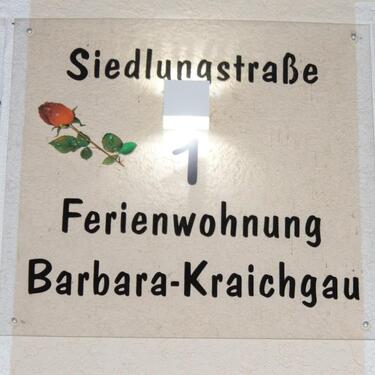 Siedlungstraße
1
Ferienwohnung
Barbara-Kraichgau